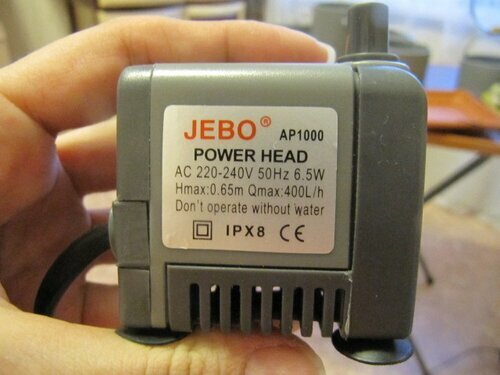 JEBO® AP1000
POWER HEAD
AC 220-240V 50Hz 6.5W
Hmax:0.65m Qmax:400L/h
Don't operate without water
IPX8 CE